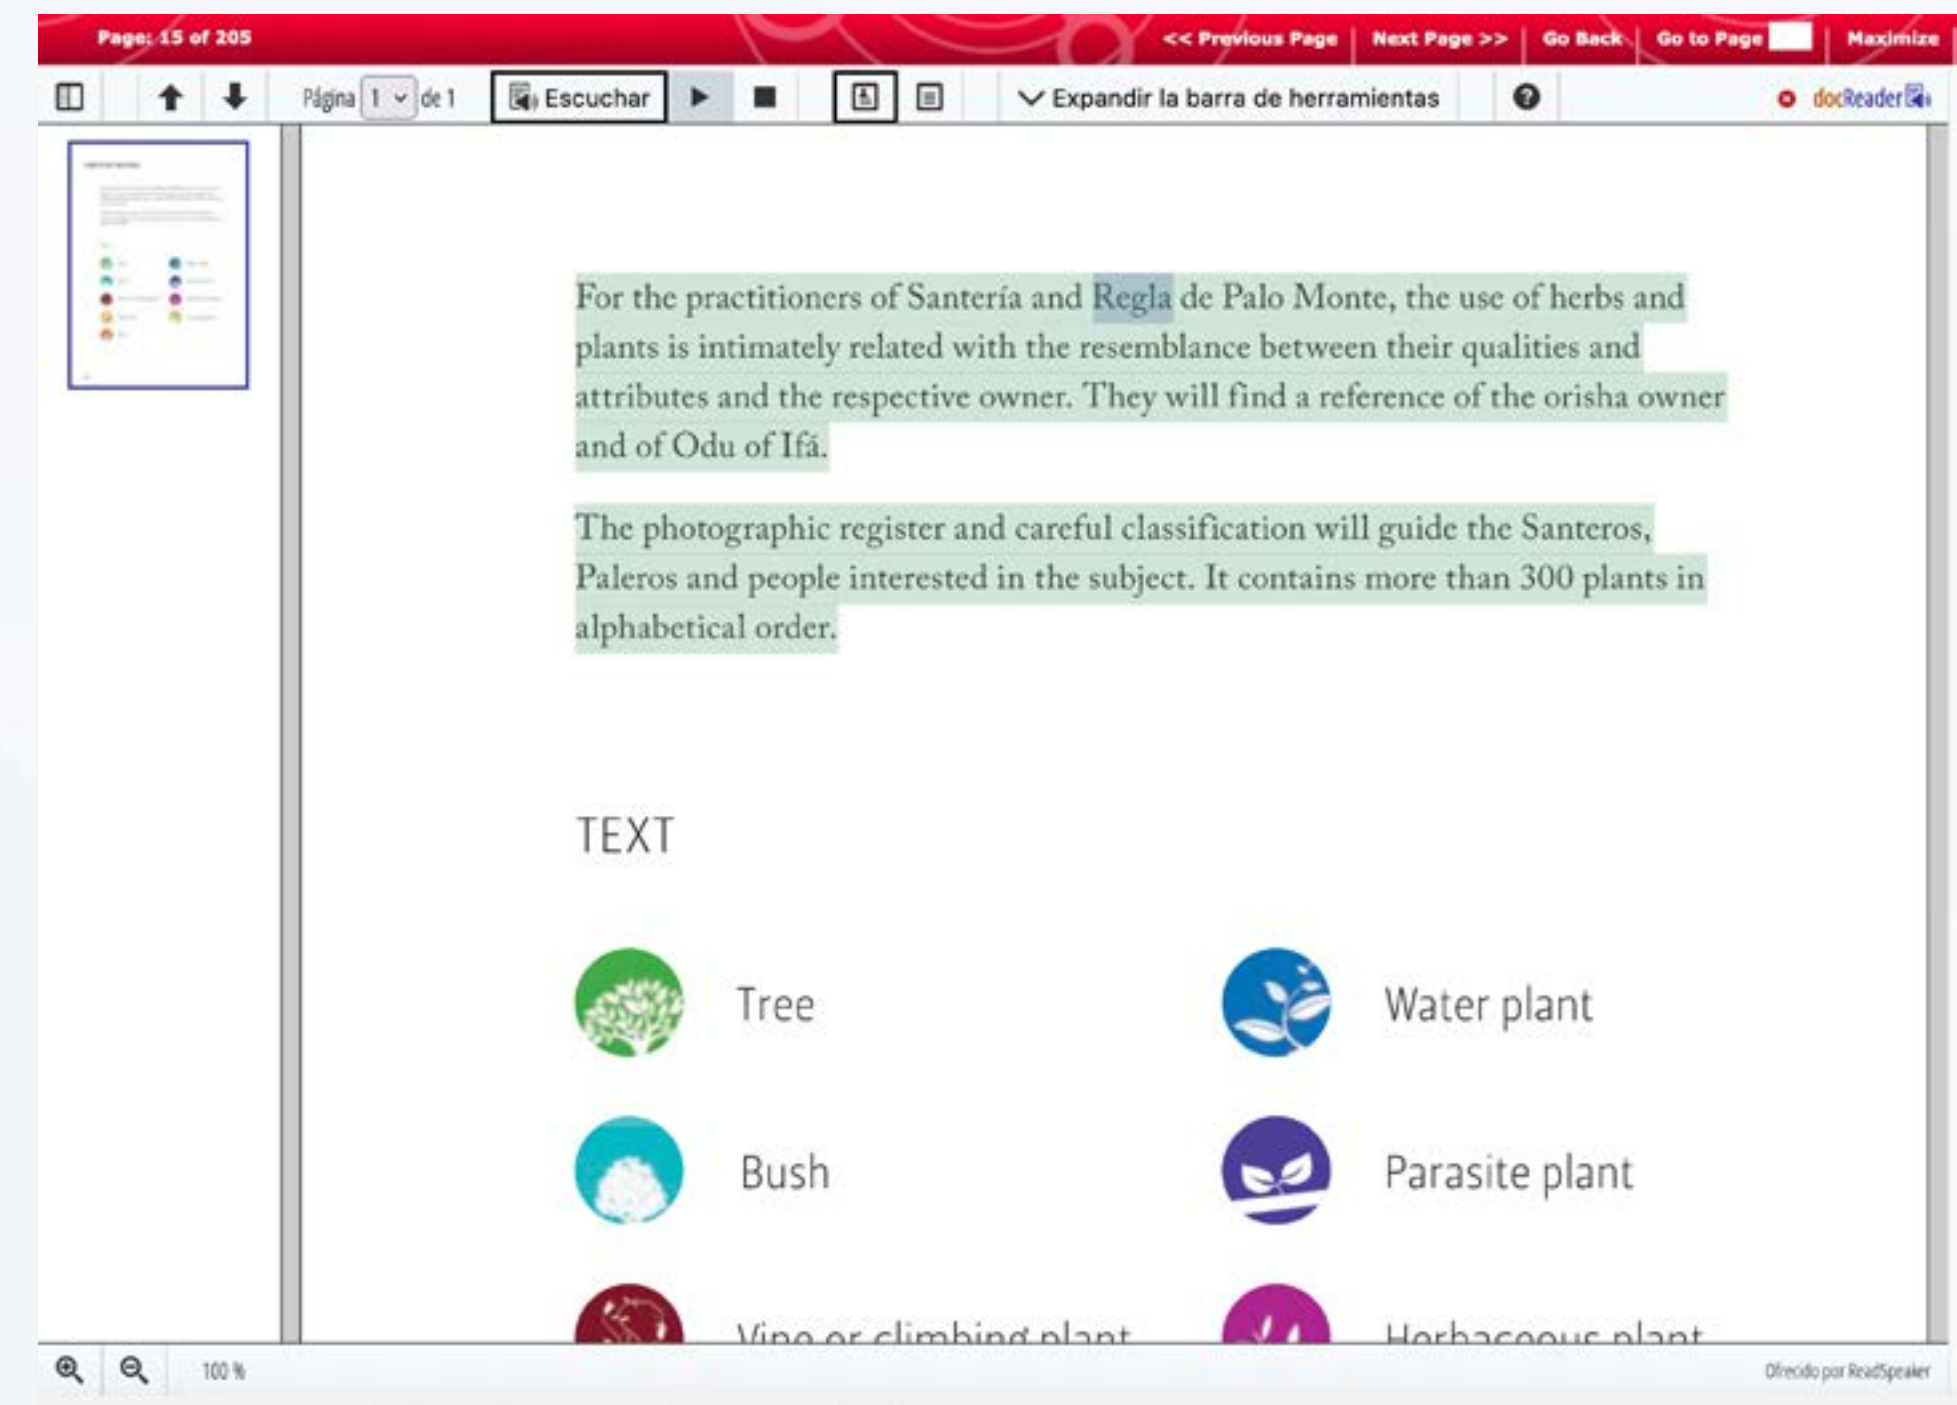 Page: 15 of 205
<< Previous Page
Next Page >>
Go Back
Go to Page
Maximize
Página 1 de 1
Escuchar
Expandir la barra de herramientas
?
docReader
For the practitioners of Santería and Regla de Palo Monte, the use of herbs and
plants is intimately related with the resemblance between their qualities and
attributes and the respective owner. They will find a reference of the orisha owner
and of Odu of Ifá.
The photographic register and careful classification will guide the Santeros,
Paleros and people interested in the subject. It contains more than 300 plants in
alphabetical order.
TEXT
Tree
Water plant
Bush
Parasite plant
Vine or climbing plant
Herbaceous plant
100 %
Ofrecido por ReadSpeaker